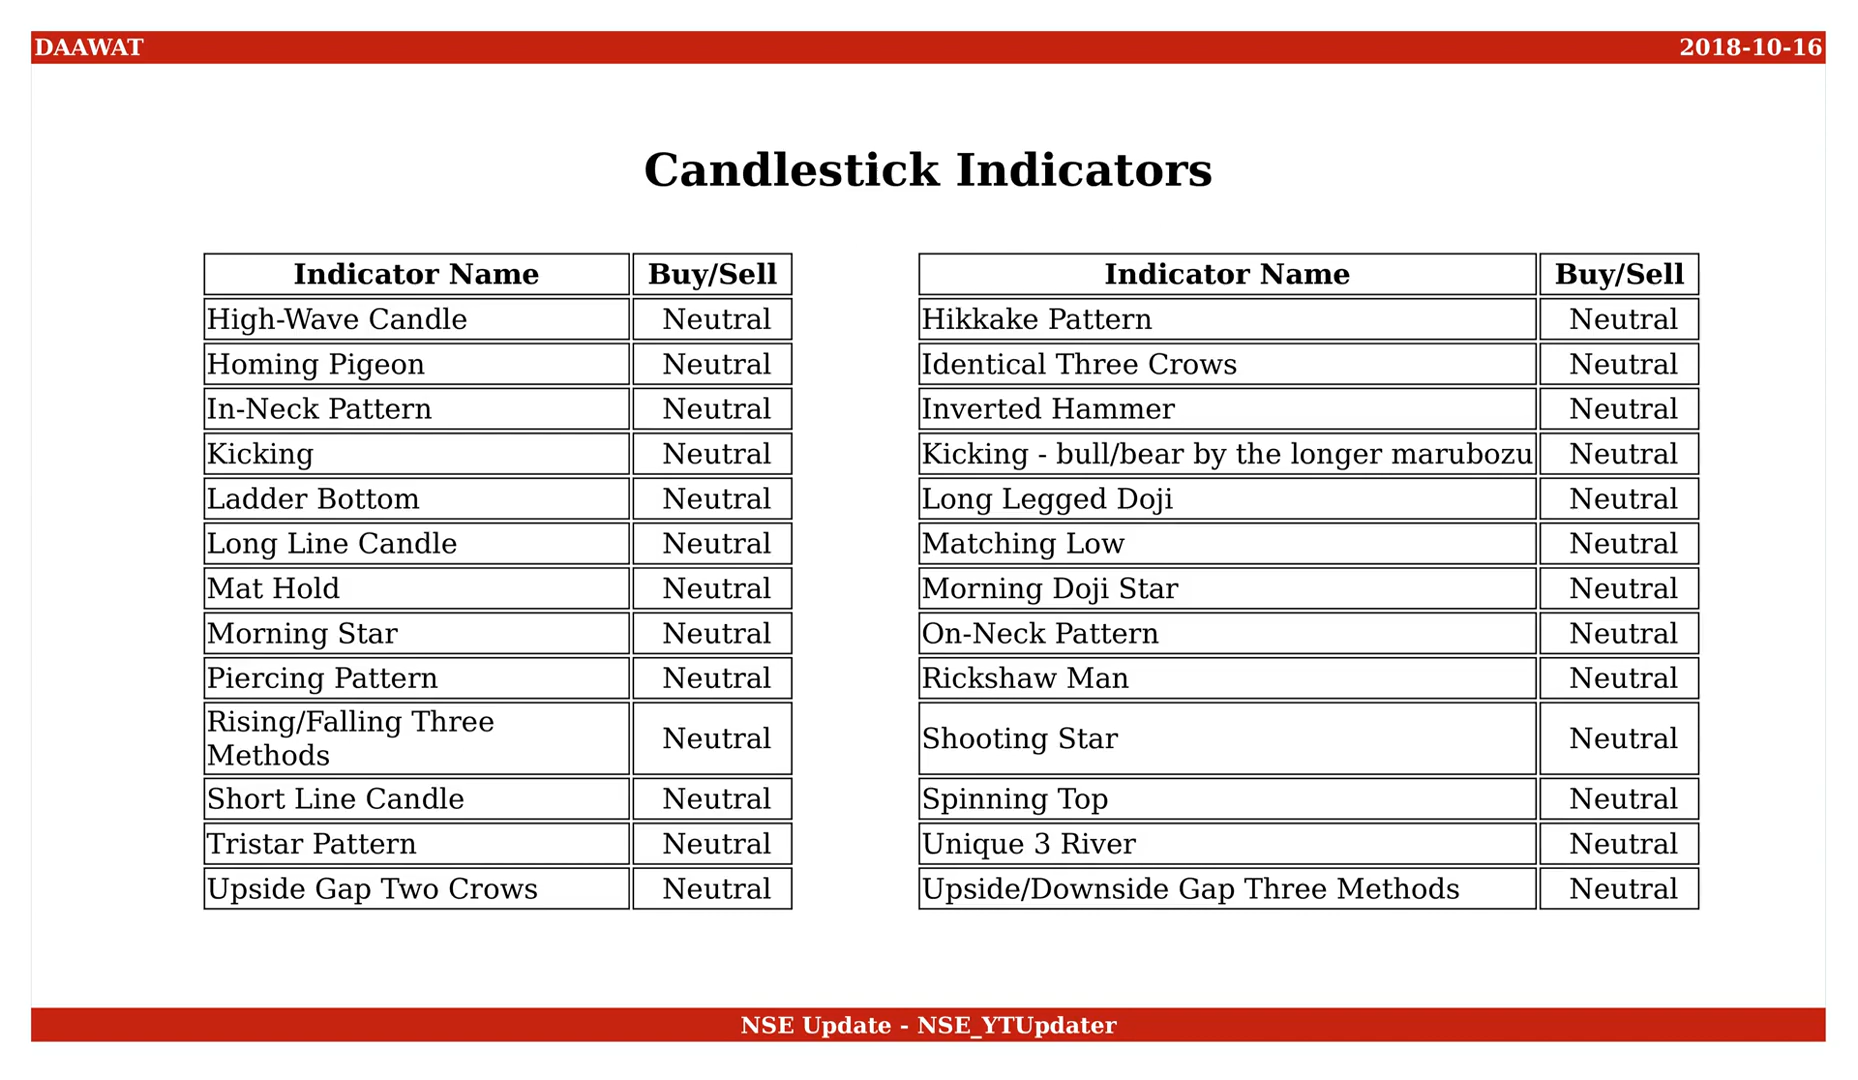 DAAWAT 2018-10-16
Candlestick Indicators
Indicator Name Buy/Sell
High-Wave Candle Neutral
Homing Pigeon Neutral
In-Neck Pattern Neutral
Kicking Neutral
Ladder Bottom Neutral
Long Line Candle Neutral
Mat Hold Neutral
Morning Star Neutral
Piercing Pattern Neutral
Rising/Falling Three
Methods Neutral
Short Line Candle Neutral
Tristar Pattern Neutral
Upside Gap Two Crows Neutral
Indicator Name Buy/Sell
Hikkake Pattern Neutral
Identical Three Crows Neutral
Inverted Hammer Neutral
Kicking - bull/bear by the longer marubozu Neutral
Long Legged Doji Neutral
Matching Low Neutral
Morning Doji Star Neutral
On-Neck Pattern Neutral
Rickshaw Man Neutral
Shooting Star Neutral
Spinning Top Neutral
Unique 3 River Neutral
Upside/Downside Gap Three Methods Neutral
NSE Update - NSE_YTUpdater